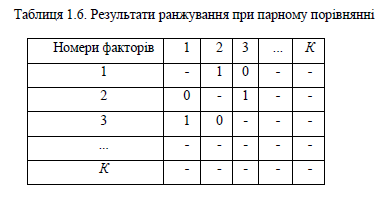 Таблиця 1.6. Результати ранжування при парному порівнянні
Номери факторів 1 2 3 ... К
1 - 1 0 - -
2 0 - 1 - -
3 1 0 - - -
... - - - - -
К - - - - -